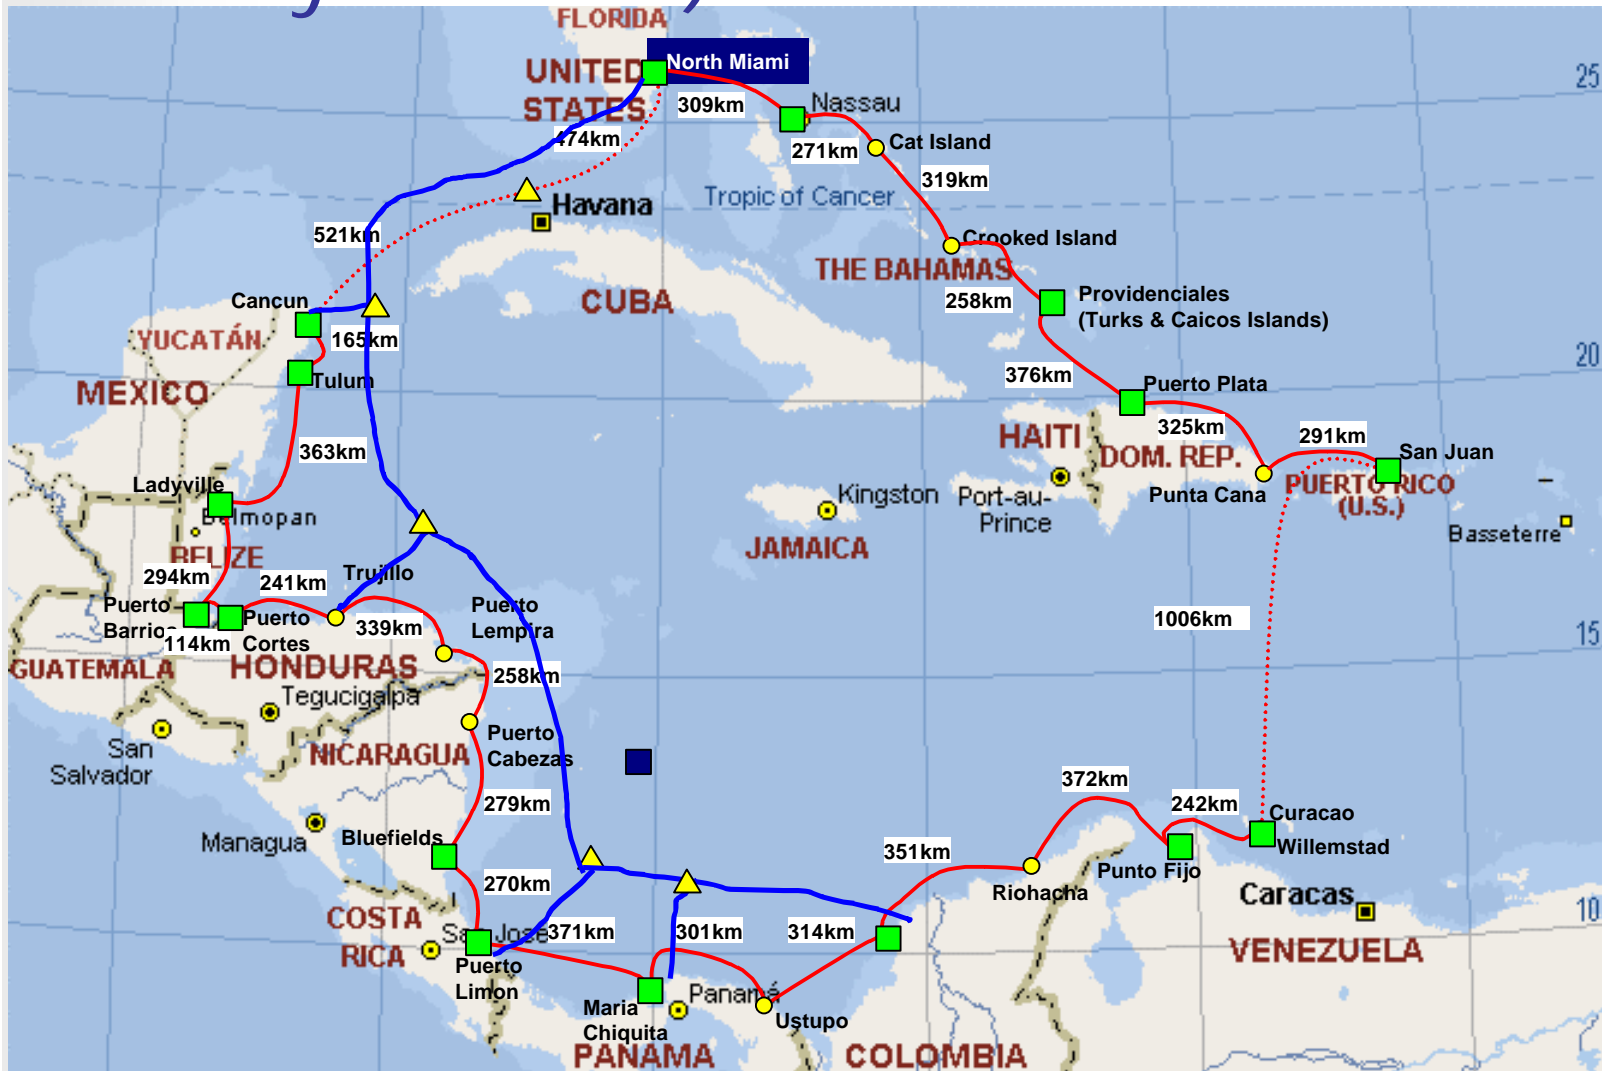 FLORIDA
UNITED
STATES
North Miami
25
309km
Nassau
474km
271km
Cat Island
319km
Tropic of Cancer
Havana
521km
Crooked Island
THE BAHAMAS
Cancun
CUBA
258km
Providenciales
(Turks & Caicos Islands)
YUCATÁN
165km
20
MEXICO
Tulum
376km
Puerto Plata
363km
HAITI
325km
291km
DOM. REP.
San Juan
Ladyville
Kingston
Port-au-
Prince
Punta Cana
PUERTO RICO
(U.S.)
Belmopan
JAMAICA
Basseterre
BELIZE
294km
241km
Trujillo
Puerto
Barrios
Puerto
Cortes
114km
339km
Puerto
Lempira
1006km
15
GUATEMALA
HONDURAS
258km
Tegucigalpa
San
Salvador
NICARAGUA
Puerto
Cabezas
372km
242km
279km
Curacao
Willemstad
Managua
Bluefields
351km
Punto Fijo
270km
Riohacha
Caracas
10
COSTA
RICA
San José
371km
301km
314km
VENEZUELA
Puerto
Limon
Maria
Chiquita
Panamá
Ustupo
PANAMA
COLOMBIA